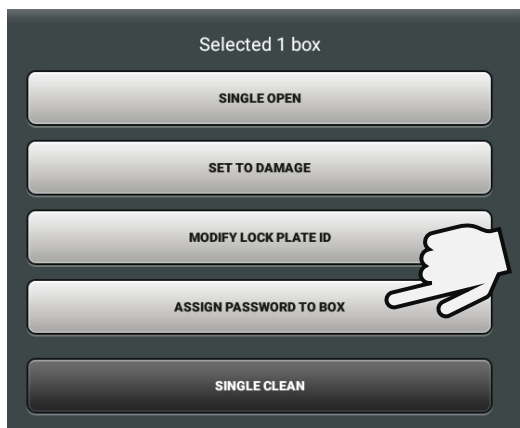 Selected 1 box
SINGLE OPEN
SET TO DAMAGE
MODIFY LOCK PLATE ID
ASSIGN PASSWORD TO BOX
SINGLE CLEAN